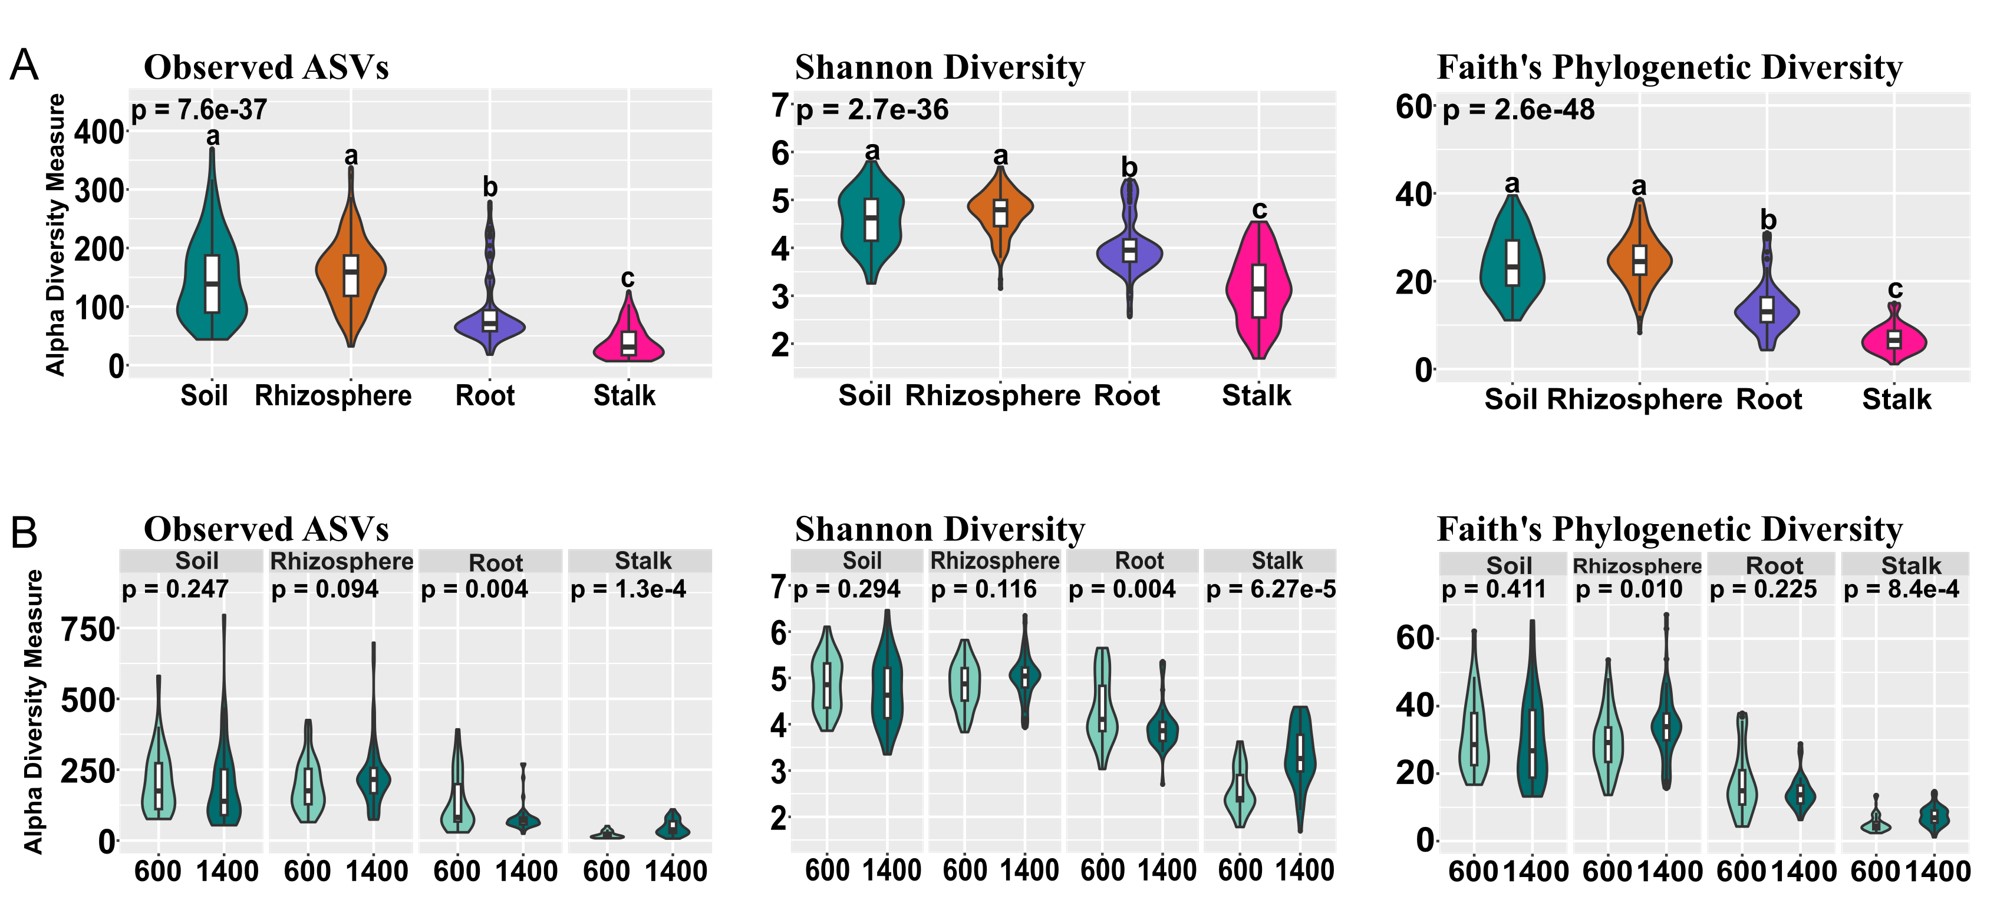 A
Observed ASVs
Shannon Diversity
Faith's Phylogenetic Diversity
Alpha Diversity Measure
p = 7.6e-37
400
300
200
100
0
a
a
b
c
Soil Rhizosphere Root Stalk
p = 2.7e-36
7
6
5
4
3
2
a
a
b
c
Soil Rhizosphere Root Stalk
p = 2.6e-48
60
40
20
0
a
a
b
c
Soil Rhizosphere Root Stalk
B
Observed ASVs
Shannon Diversity
Faith's Phylogenetic Diversity
Alpha Diversity Measure
Soil Rhizosphere Root Stalk
p = 0.247 p = 0.094 p = 0.004 p = 1.3e-4
750
500
250
0
600 1400 600 1400 600 1400 600 1400
Soil Rhizosphere Root Stalk
p = 0.294 p = 0.116 p = 0.004 p = 6.27e-5
7
6
5
4
3
2
600 1400 600 1400 600 1400 600 1400
Soil Rhizosphere Root Stalk
p = 0.411 p = 0.010 p = 0.225 p = 8.4e-4
60
40
20
0
600 1400 600 1400 600 1400 600 1400